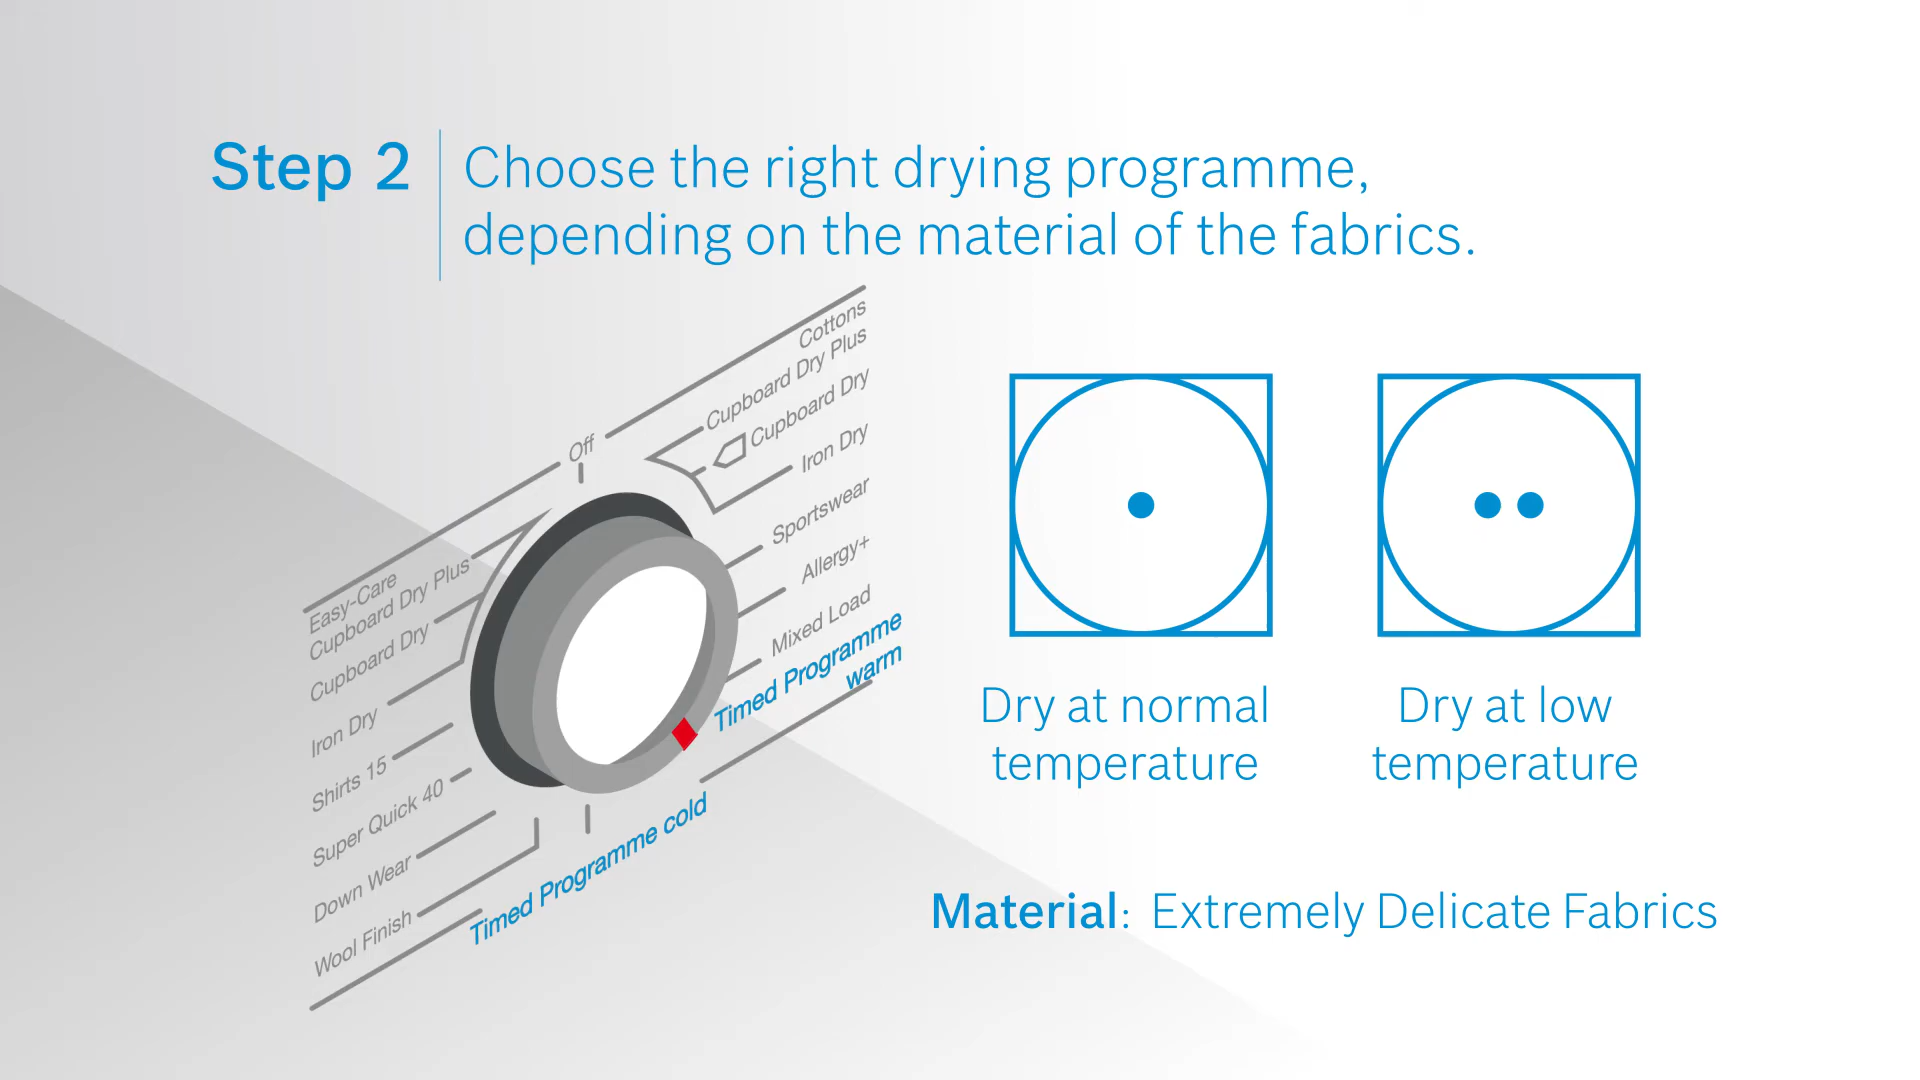 Step 2
Choose the right drying programme,
depending on the material of the fabrics.
Off
Cottons
Cupboard Dry Plus
Cupboard Dry
Iron Dry
Sportswear
Allergy+
Mixed Load
Timed Programme
warm
Timed Programme cold
Easy-Care
Cupboard Dry Plus
Cupboard Dry
Iron Dry
Shirts 15
Super Quick 40
Down Wear
Wool Finish
Dry at normal
temperature
Dry at low
temperature
Material: Extremely Delicate Fabrics